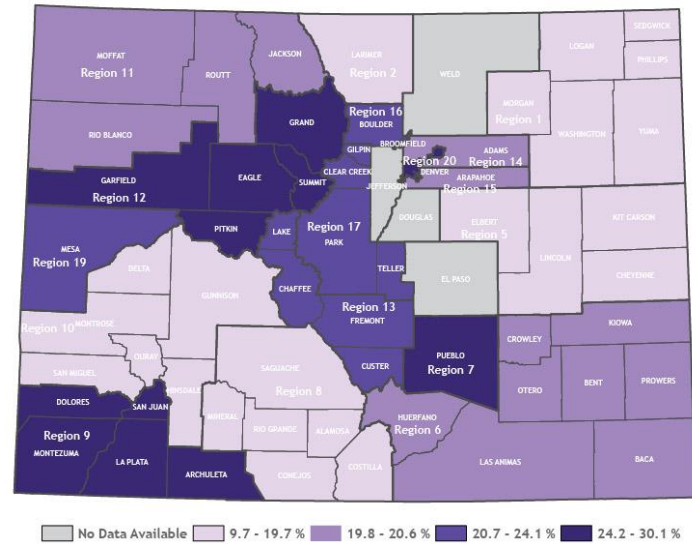 SEDGWICK
LOGAN
PHILLIPS
JACKSON
MOFFAT
Region 11
ROUTT
LARIMER
Region 2
WELD
MORGAN
Region 1
WASHINGTON
YUMA
RIO BLANCO
GRAND
Region 16
BOULDER
GILPIN
BROOMFIELD
Region 20
DENVER
ADAMS
Region 14
ARAPAHOE
Region 15
CLEAR CREEK
JEFFERSON
GARFIELD
Region 12
EAGLE
SUMMIT
PITKIN
LAKE
Region 17
PARK
DOUGLAS
ELBERT
Region 5
KIT CARSON
LINCOLN
CHEYENNE
MESA
Region 19
DELTA
GUNNISON
CHAFFEE
TELLER
EL PASO
Region 13
FREMONT
Region 10
MONTROSE
OURAY
SAN MIGUEL
HINSDALE
SAGUACHE
Region 8
CUSTER
PUEBLO
Region 7
CROWLEY
KIOWA
OTERO
BENT
PROWERS
DOLORES
SAN JUAN
MINERAL
RIO GRANDE
ALAMOSA
HUERFANO
Region 6
Region 9
MONTEZUMA
LA PLATA
ARCHULETA
CONEJOS
COSTILLA
LAS ANIMAS
BACA
No Data Available
9.7 - 19.7 %
19.8 - 20.6 %
20.7 - 24.1 %
24.2 - 30.1 %